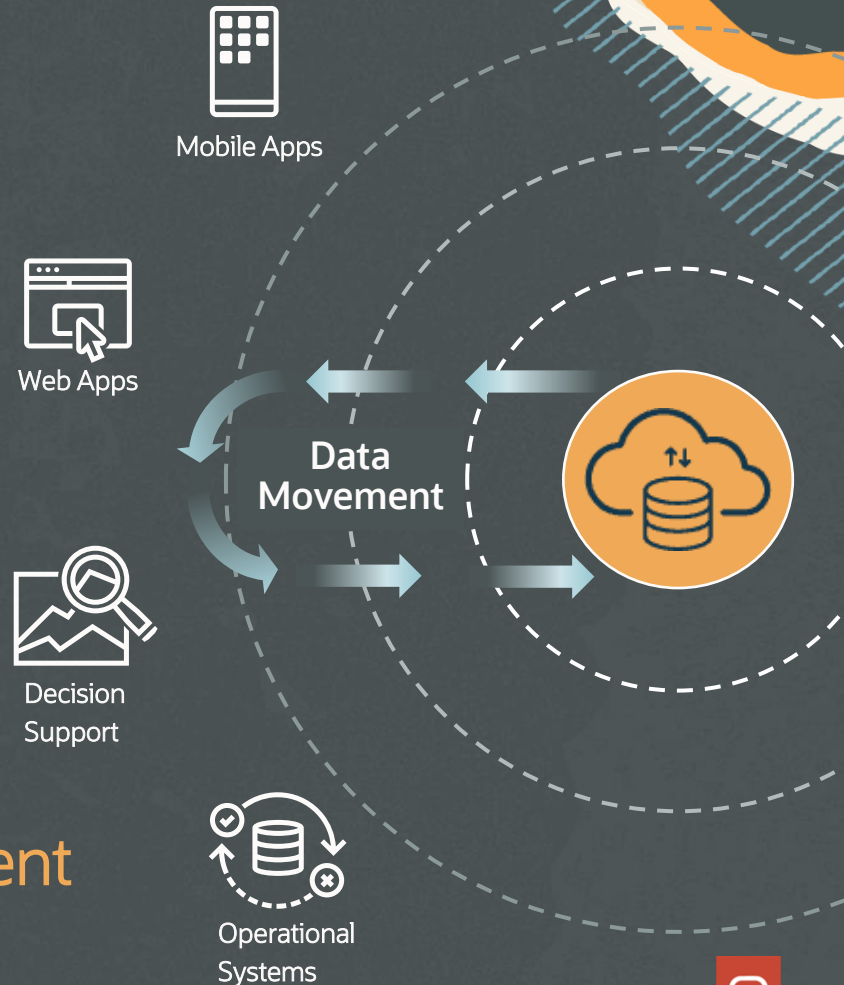 Mobile Apps
Web Apps
Data
Movement
Decision
Support
ent
Operational
Systems